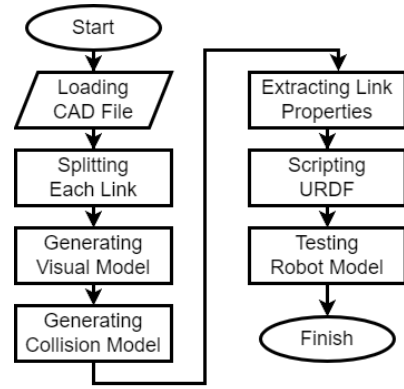 Start
Loading
CAD File
Splitting
Each Link
Generating
Visual Model
Generating
Collision Model
Extracting Link
Properties
Scripting
URDF
Testing
Robot Model
Finish